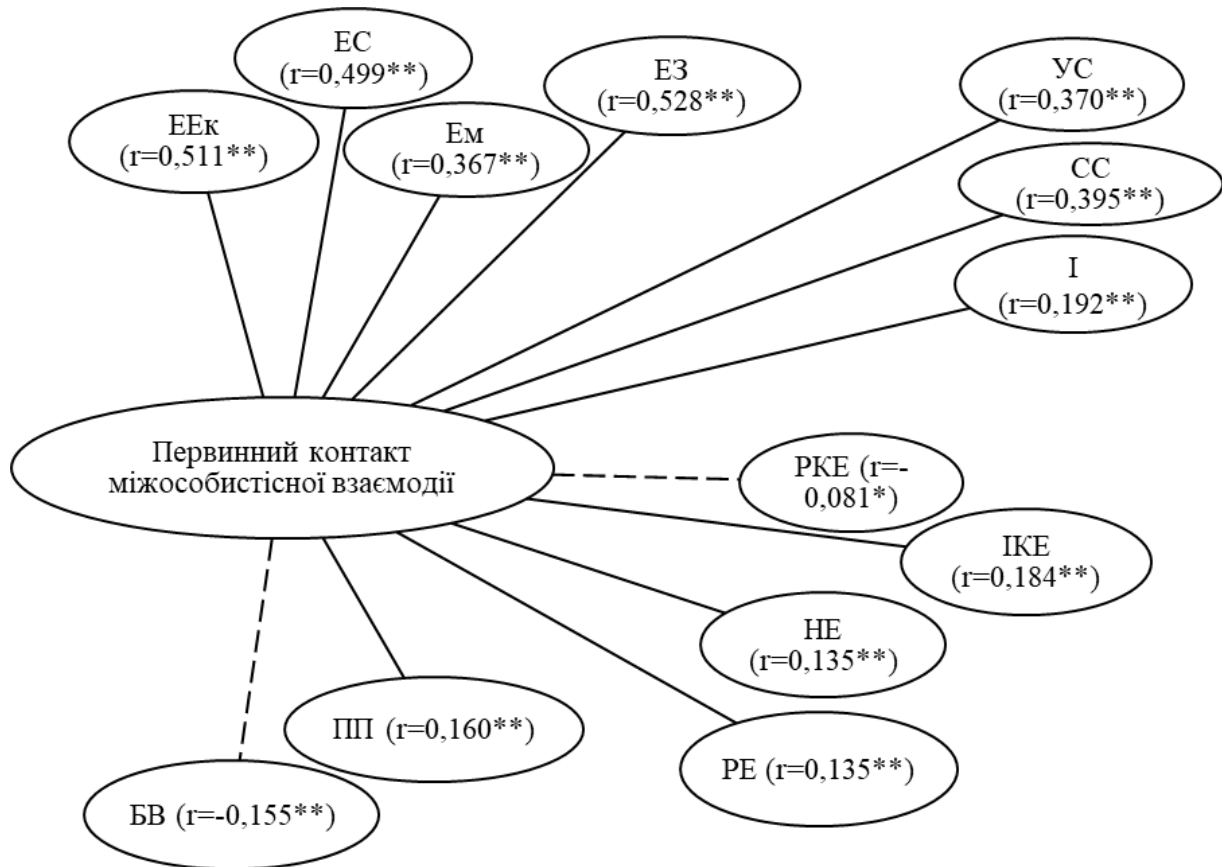 ЕС
(r=0,499**)
ЕЗ
(r=0,528**)
УС
(r=0,370**)
ЕЕк
(r=0,511**)
Ем
(r=0,367**)
СС
(r=0,395**)
І
(r=0,192**)
Первинний контакт
міжособистісної взаємодії
РКЕ (r=-
0,081*)
ІКЕ
(r=0,184**)
НЕ
(r=0,135**)
ПП (r=0,160**)
РЕ (r=0,135**)
БВ (r=-0,155**)